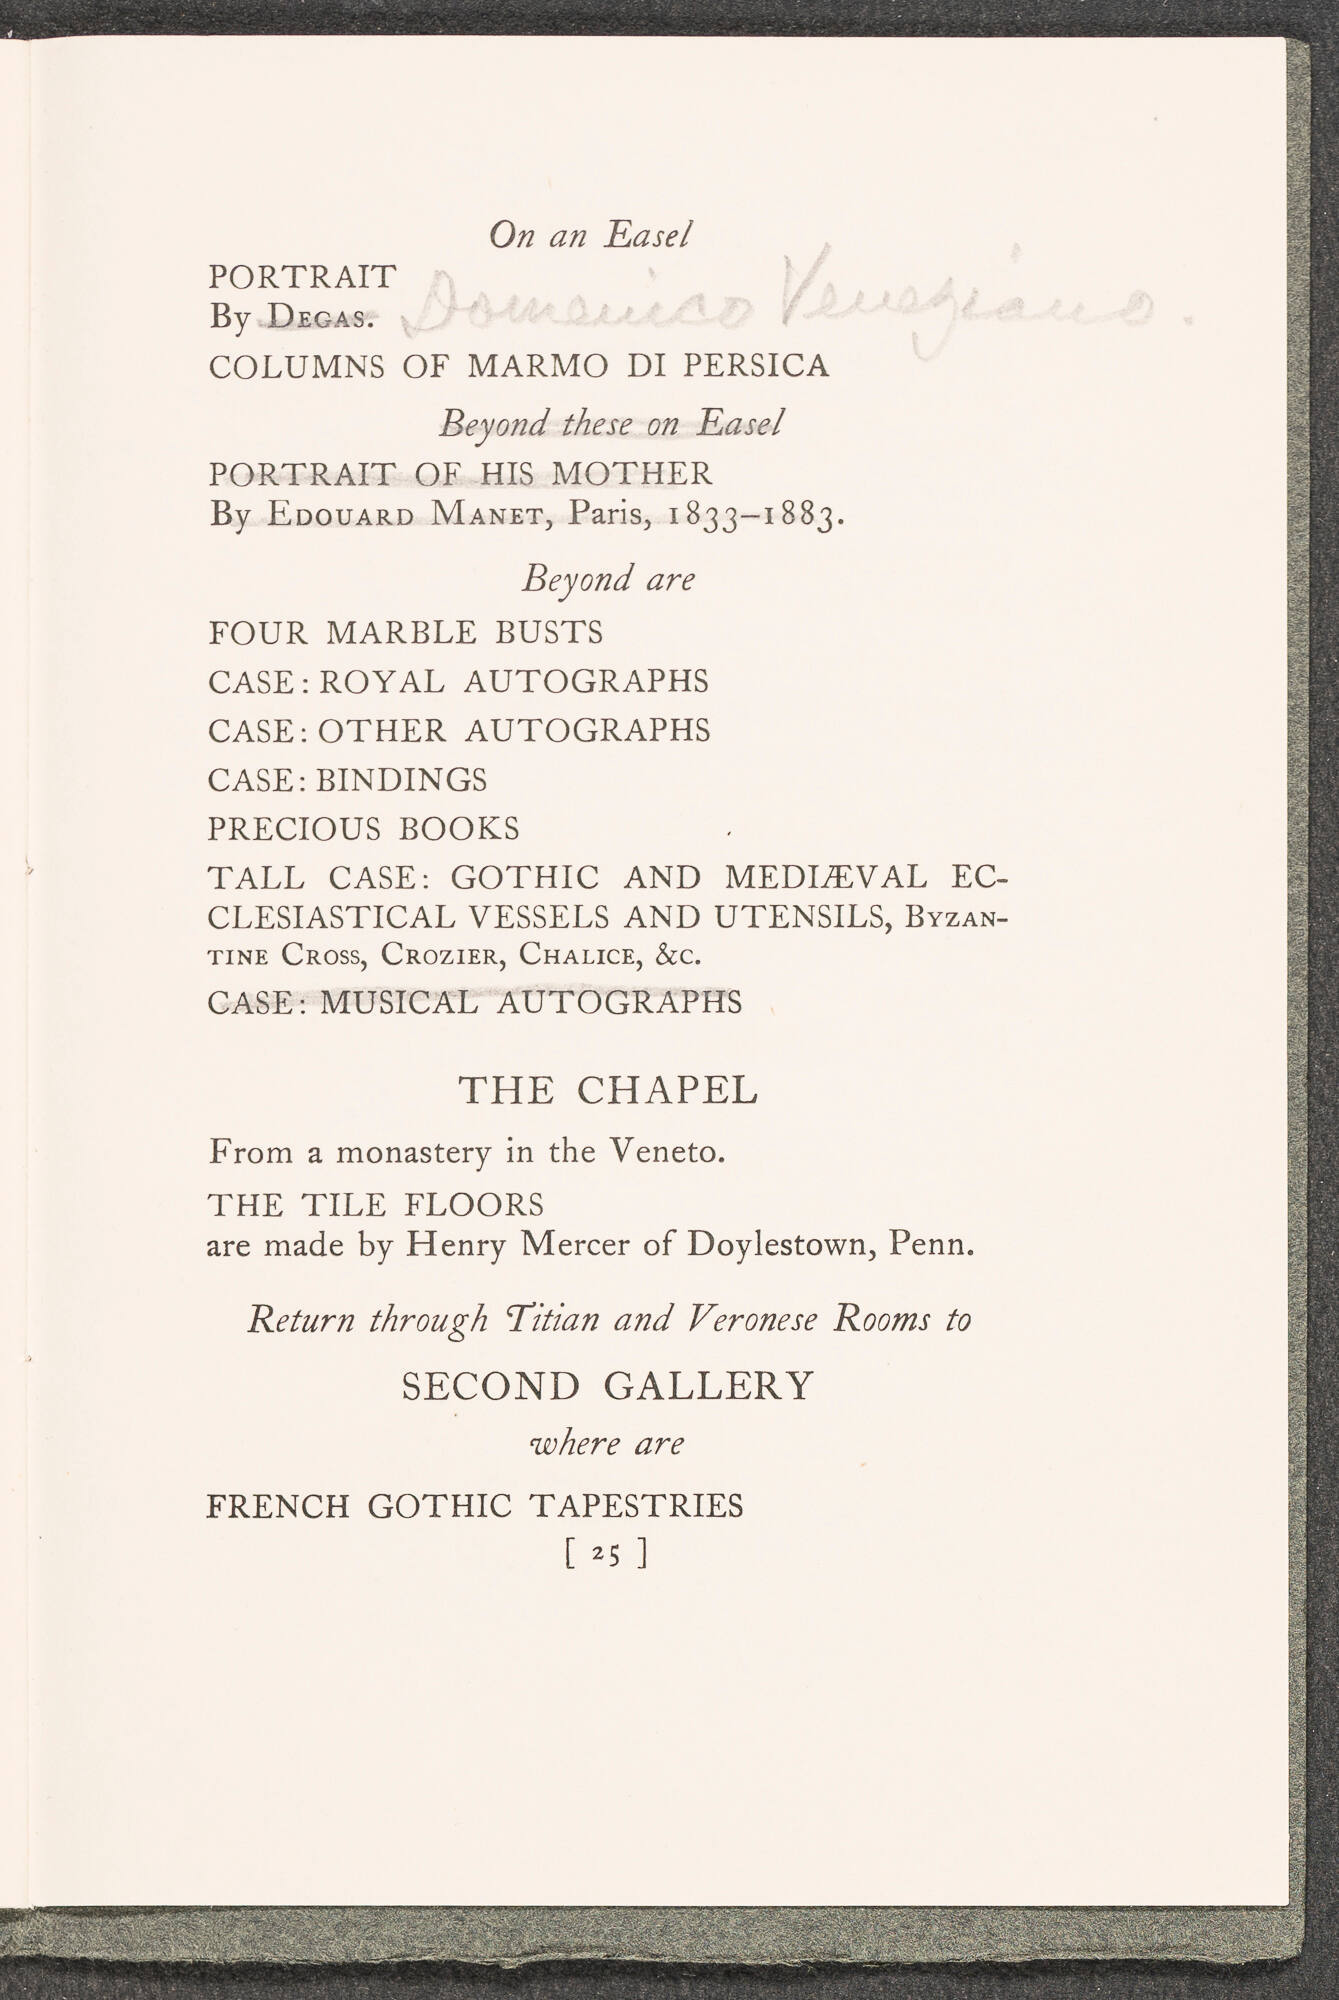 On an Easel
PORTRAIT
By DEGAS. Domenico Veneziano.
COLUMNS OF MARMO DI PERSICA
Beyond these on Easel
PORTRAIT OF HIS MOTHER
By EDOUARD MANET, Paris, 1833–1883.
Beyond are
FOUR MARBLE BUSTS
CASE: ROYAL AUTOGRAPHS
CASE: OTHER AUTOGRAPHS
CASE: BINDINGS
PRECIOUS BOOKS
TALL CASE: GOTHIC AND MEDIÆVAL EC-
CLESIASTICAL VESSELS AND UTENSILS, BYZAN-
TINE CROSS, CROZIER, CHALICE, &C.
CASE: MUSICAL AUTOGRAPHS
THE CHAPEL
From a monastery in the Veneto.
THE TILE FLOORS
are made by Henry Mercer of Doylestown, Penn.
Return through Titian and Veronese Rooms to
SECOND GALLERY
where are
FRENCH GOTHIC TAPESTRIES
[ 25 ]